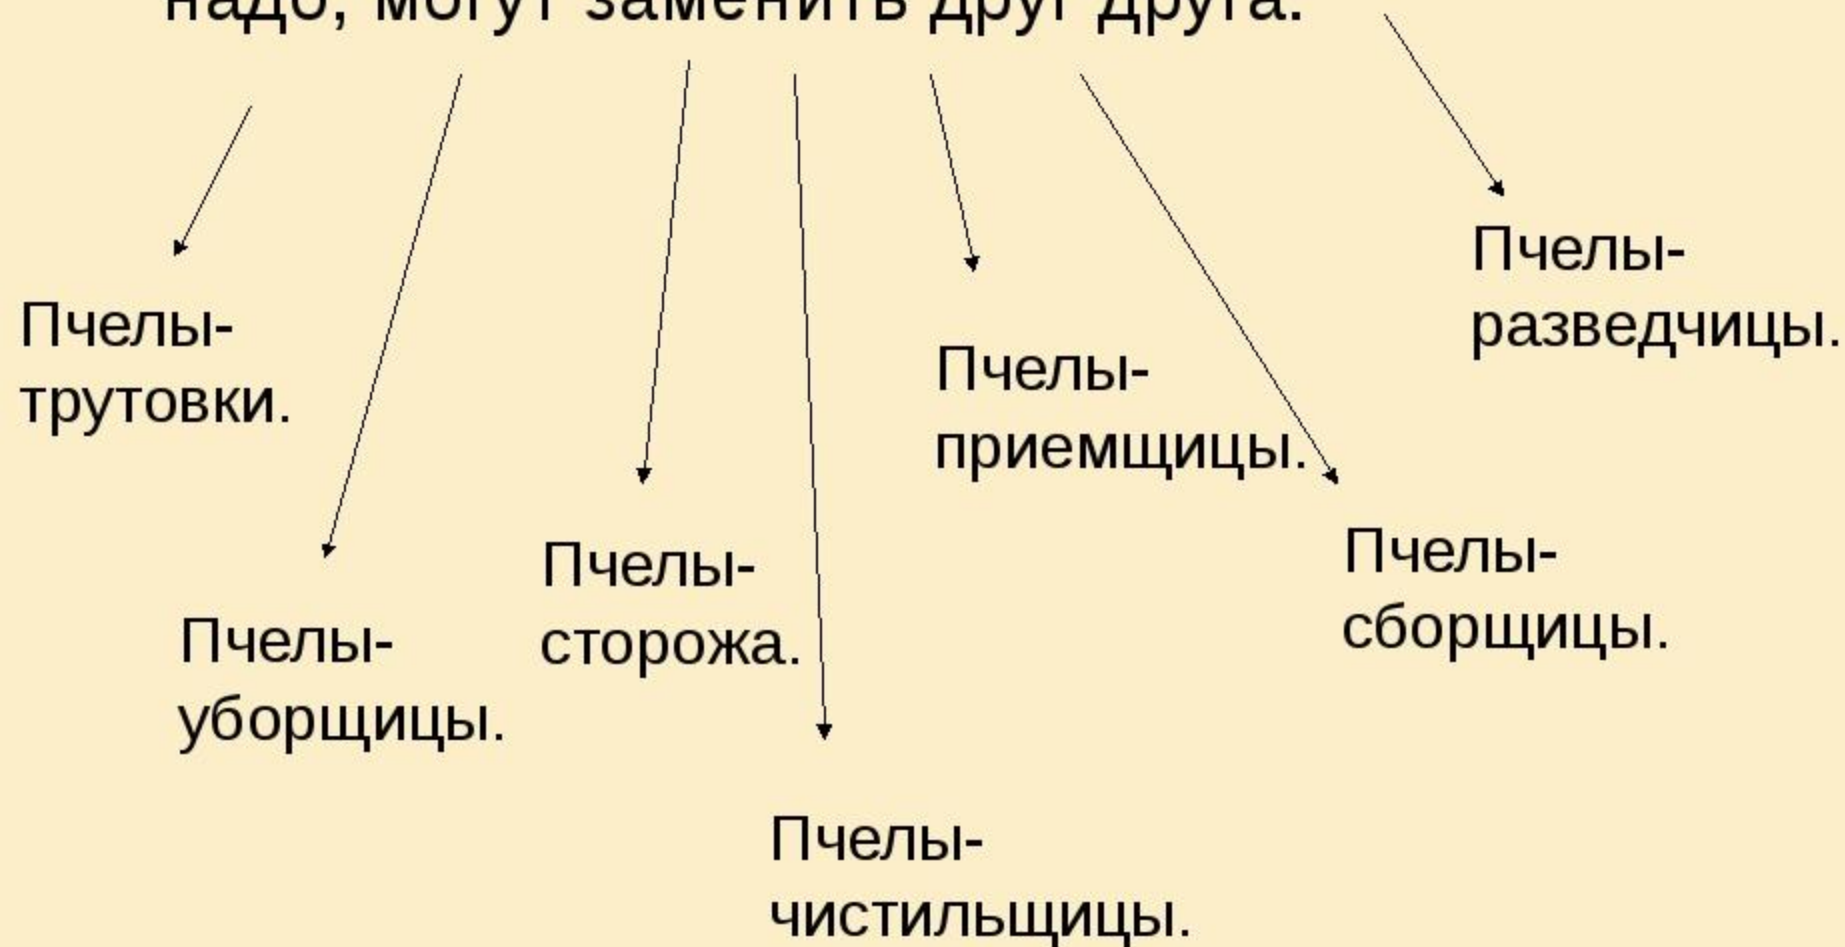 надо, могут заменить друг друга.
Пчелы-
трутовки.
Пчелы-
уборщицы.
Пчелы-
сторожа.
Пчелы-
чистильщицы.
Пчелы-
приемщицы.
Пчелы-
сборщицы.
Пчелы-
разведчицы.